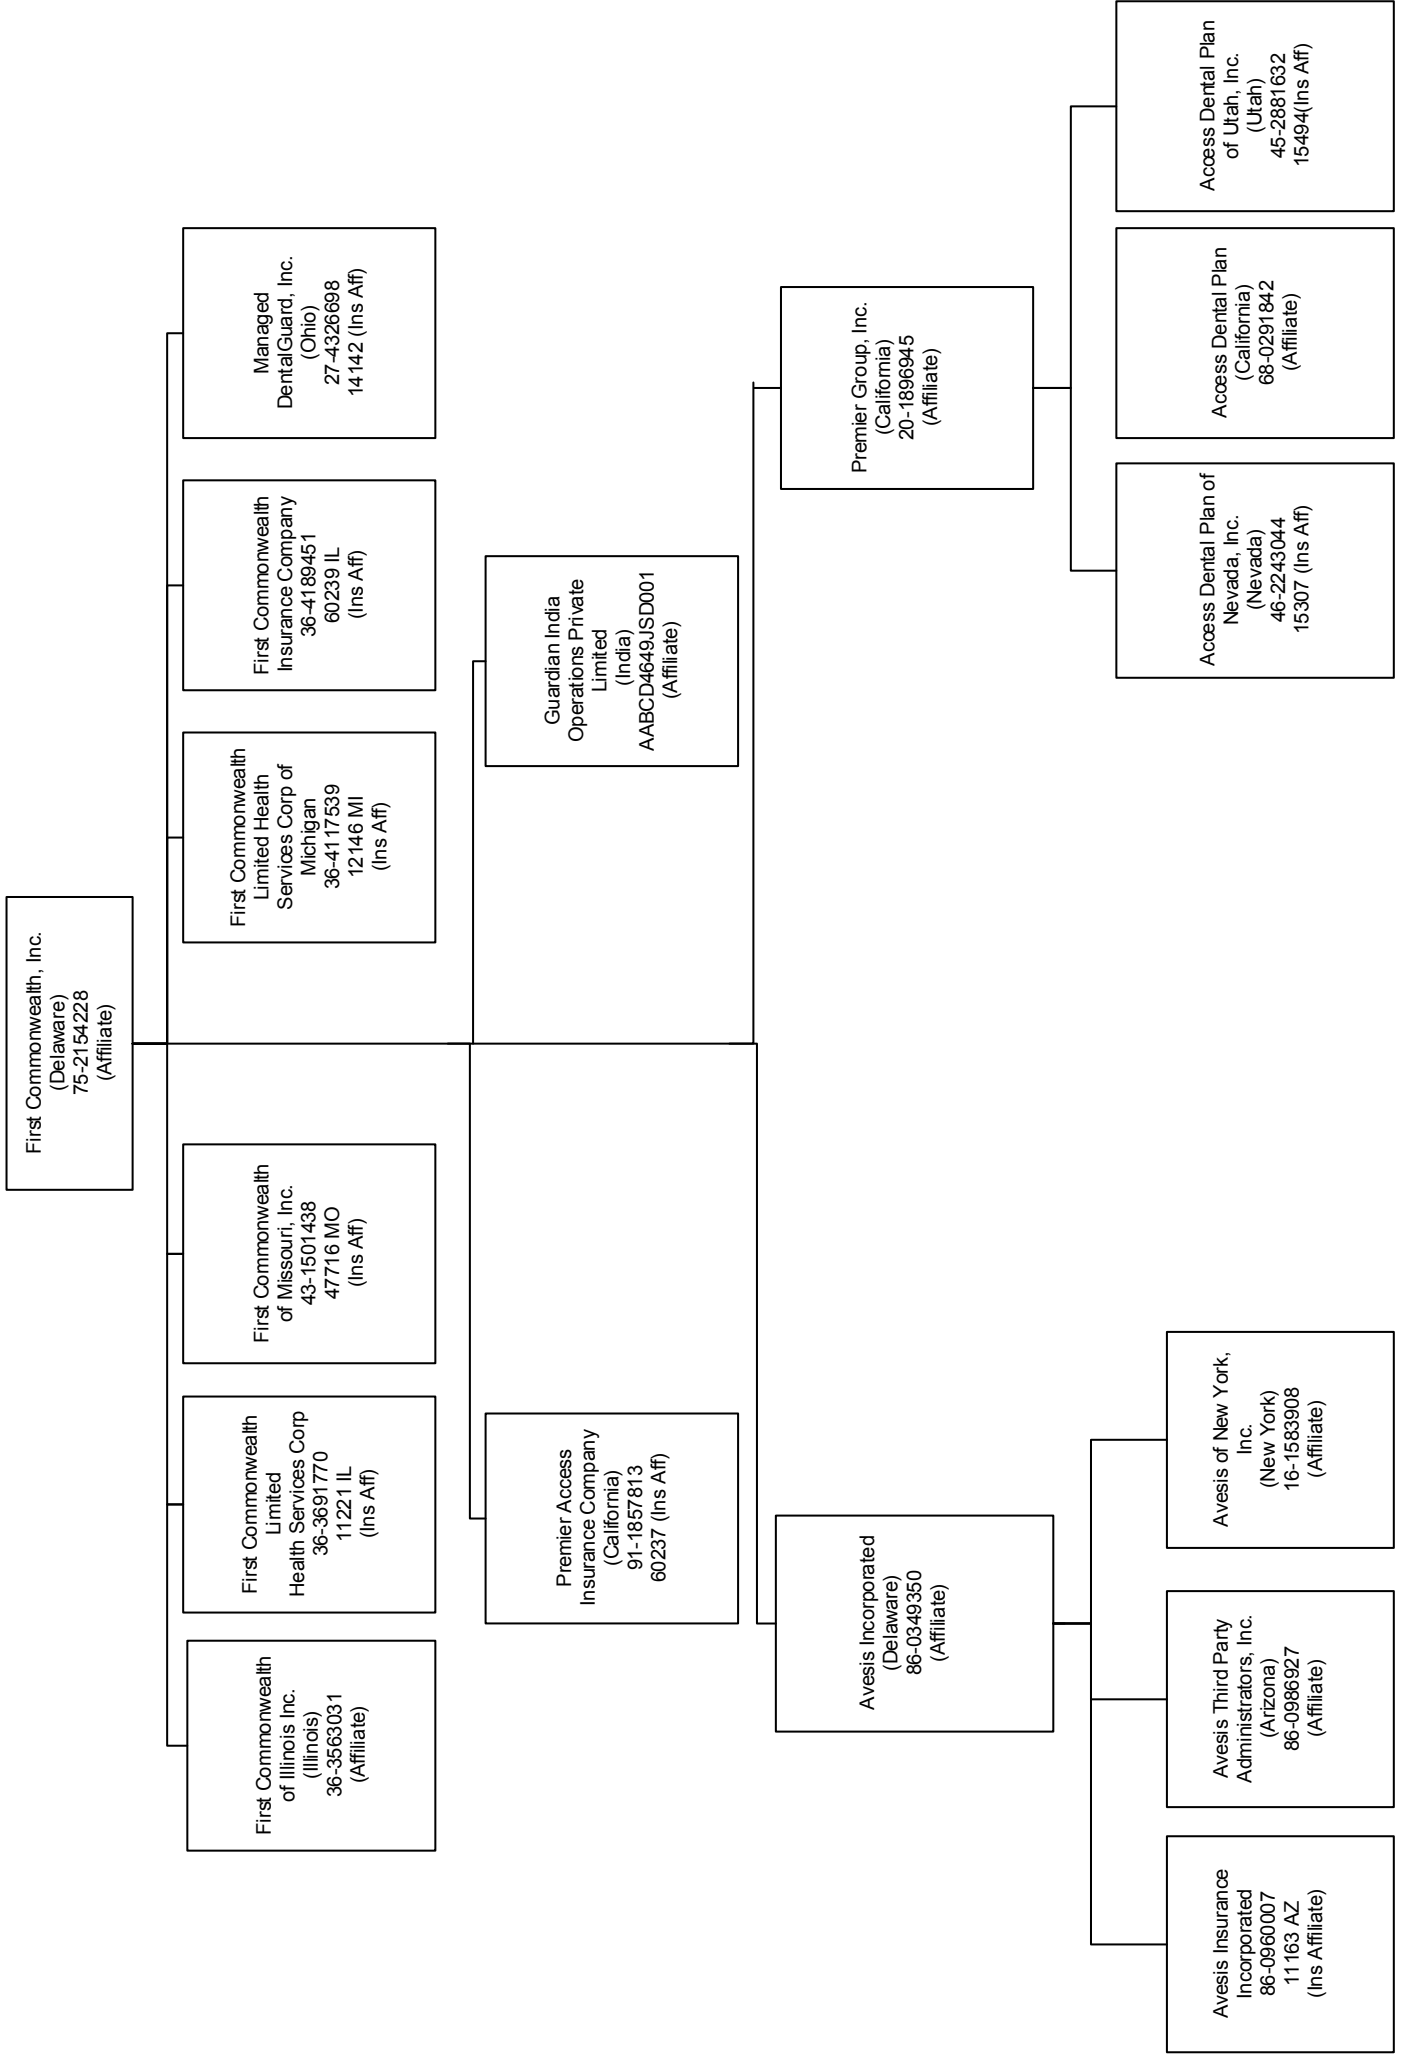 First Commonwealth, Inc.
(Delaware)
75-2154228
(Affiliate)
First Commonwealth
of Illinois Inc.
(Illinois)
36-3563031
(Affiliate)
First Commonwealth
Limited
Health Services Corp
36-3691770
11221 IL
(Ins Aff)
First Commonwealth
of Missouri, Inc.
43-1501438
47716 MO
(Ins Aff)
First Commonwealth
Limited Health
Services Corp of
Michigan
36-4117539
12146 MI
(Ins Aff)
First Commonwealth
Insurance Company
36-4189451
60239 IL
(Ins Aff)
Managed
DentalGuard, Inc.
(Ohio)
27-4326698
14142 (Ins Aff)
Premier Access
Insurance Company
(California)
91-1857813
60237 (Ins Aff)
Guardian India
Operations Private
Limited
(India)
AABCD4649JSD001
(Affiliate)
Avesis Incorporated
(Delaware)
86-0349350
(Affiliate)
Premier Group, Inc.
(California)
20-1896945
(Affiliate)
Avesis Insurance
Incorporated
86-0960007
11163 AZ
(Ins Affiliate)
Avesis Third Party
Administrators, Inc.
(Arizona)
86-0986927
(Affiliate)
Avesis of New York,
Inc.
(New York)
16-1583908
(Affiliate)
Access Dental Plan of
Nevada, Inc.
(Nevada)
46-2243044
15307 (Ins Aff)
Access Dental Plan
(California)
68-0291842
(Affiliate)
Access Dental Plan
of Utah, Inc.
(Utah)
45-2881632
15494(Ins Aff)